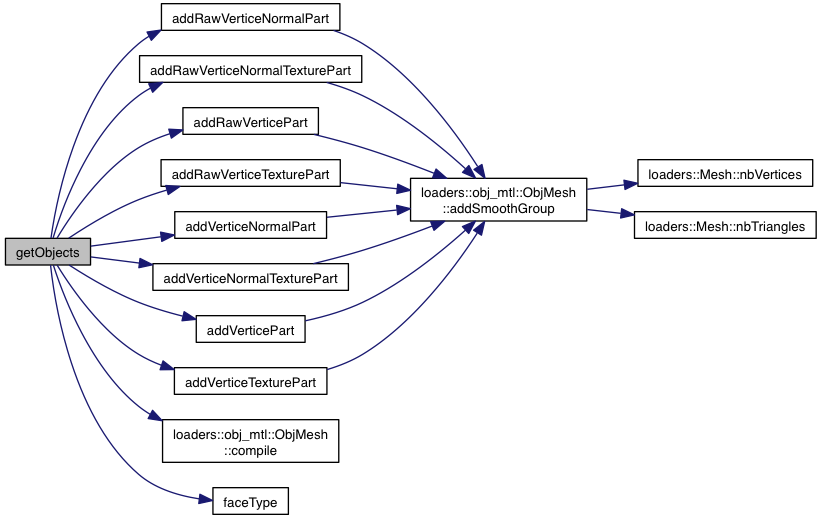 getObjects
addRawVerticeNormalPart
addRawVerticeNormalTexturePart
addRawVerticePart
addRawVerticeTexturePart
addVerticeNormalPart
addVerticeNormalTexturePart
addVerticePart
addVerticeTexturePart
loaders::obj_mtl::ObjMesh
::compile
faceType
loaders::obj_mtl::ObjMesh
::addSmoothGroup
loaders::Mesh::nbVertices
loaders::Mesh::nbTriangles